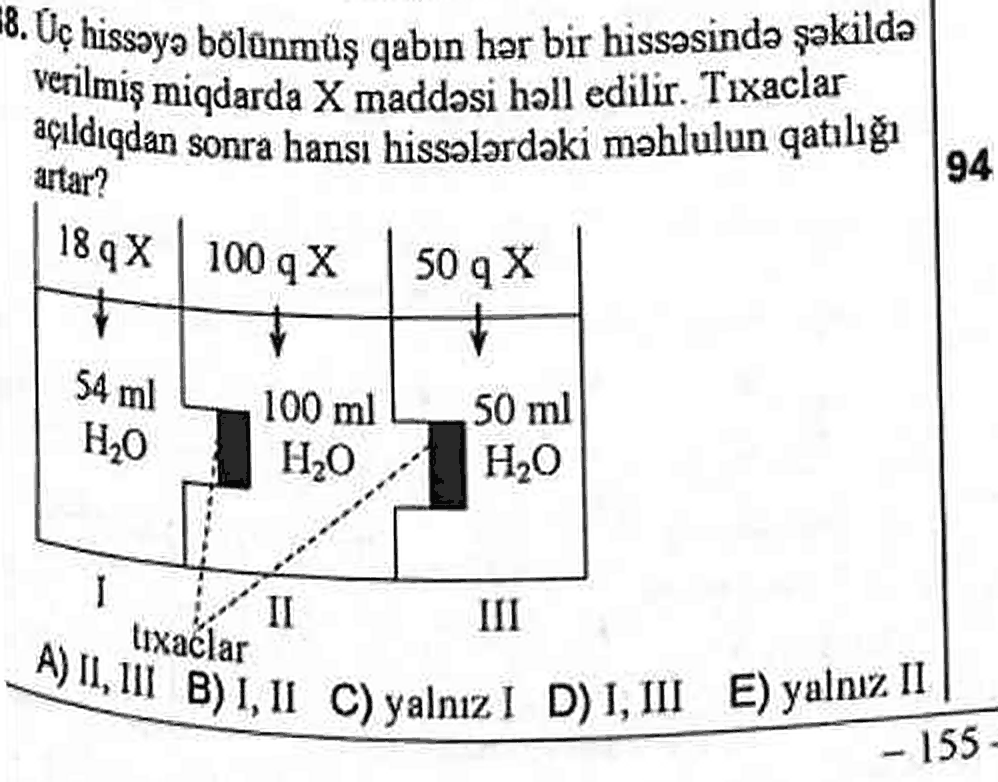 38. Üç hissəyə bölünmüş qabın hər bir hissəsində şəkildə
verilmiş miqdarda X maddəsi həll edilir. Tıxaclar
açıldıqdan sonra hansı hissələrdəki məhlulun qatılığı
artar?
94
18 q X 100 q X 50 q X
54 ml 100 ml 50 ml
H₂O H₂O H₂O
I II III
tıxaclar
A) II, III B) I, II C) yalnız I D) I, III E) yalnız II
– 155 -